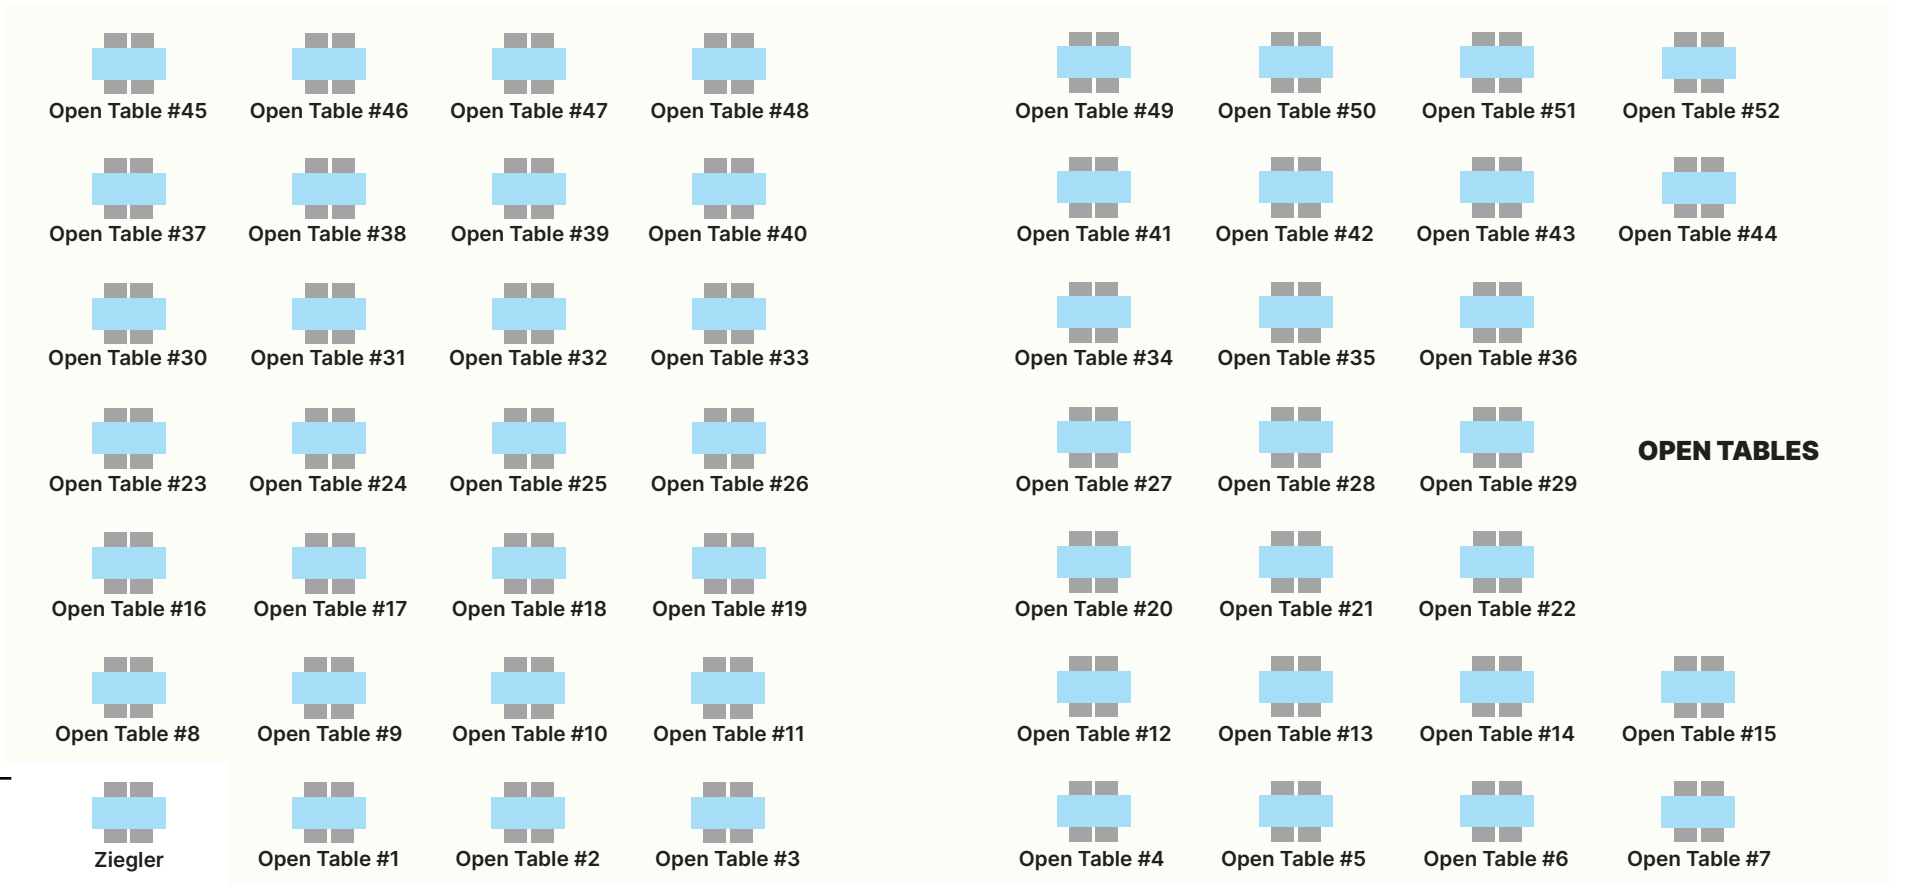 Open Table #45 Open Table #46 Open Table #47 Open Table #48 Open Table #49 Open Table #50 Open Table #51 Open Table #52
Open Table #37 Open Table #38 Open Table #39 Open Table #40 Open Table #41 Open Table #42 Open Table #43 Open Table #44
Open Table #30 Open Table #31 Open Table #32 Open Table #33 Open Table #34 Open Table #35 Open Table #36
OPEN TABLES
Open Table #23 Open Table #24 Open Table #25 Open Table #26 Open Table #27 Open Table #28 Open Table #29
Open Table #16 Open Table #17 Open Table #18 Open Table #19 Open Table #20 Open Table #21 Open Table #22
Open Table #8 Open Table #9 Open Table #10 Open Table #11 Open Table #12 Open Table #13 Open Table #14 Open Table #15
Ziegler Open Table #1 Open Table #2 Open Table #3 Open Table #4 Open Table #5 Open Table #6 Open Table #7